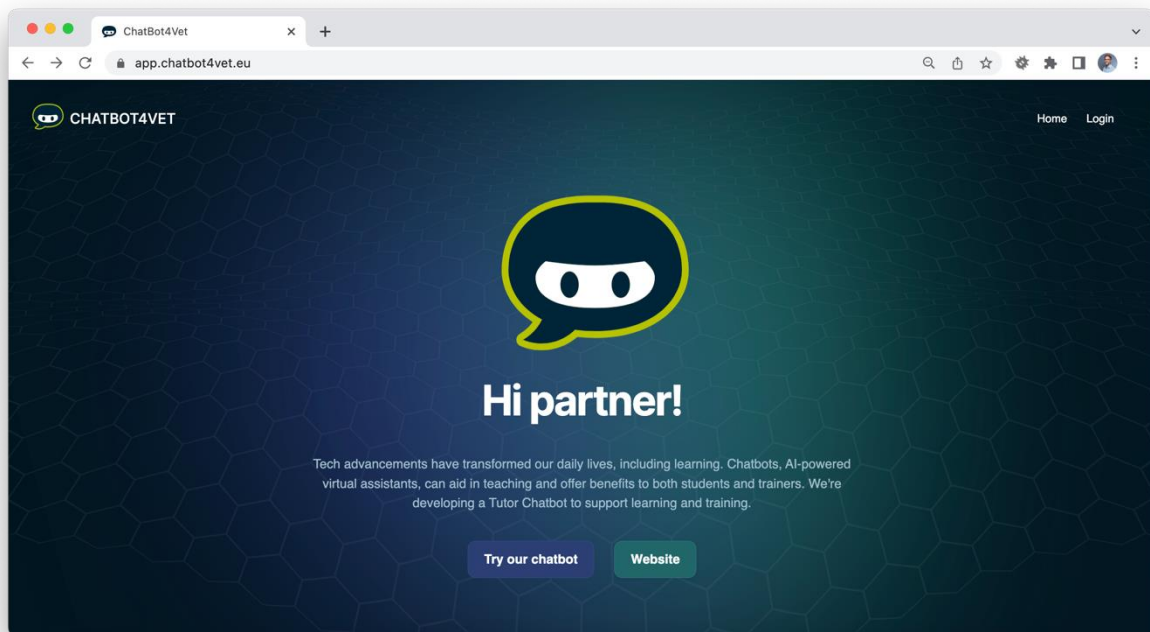 ChatBot4Vet
app.chatbot4vet.eu
CHATBOT4VET
Home
Login
Hi partner!
Tech advancements have transformed our daily lives, including learning. Chatbots, AI-powered
virtual assistants, can aid in teaching and offer benefits to both students and trainers. We're
developing a Tutor Chatbot to support learning and training.
Try our chatbot
Website